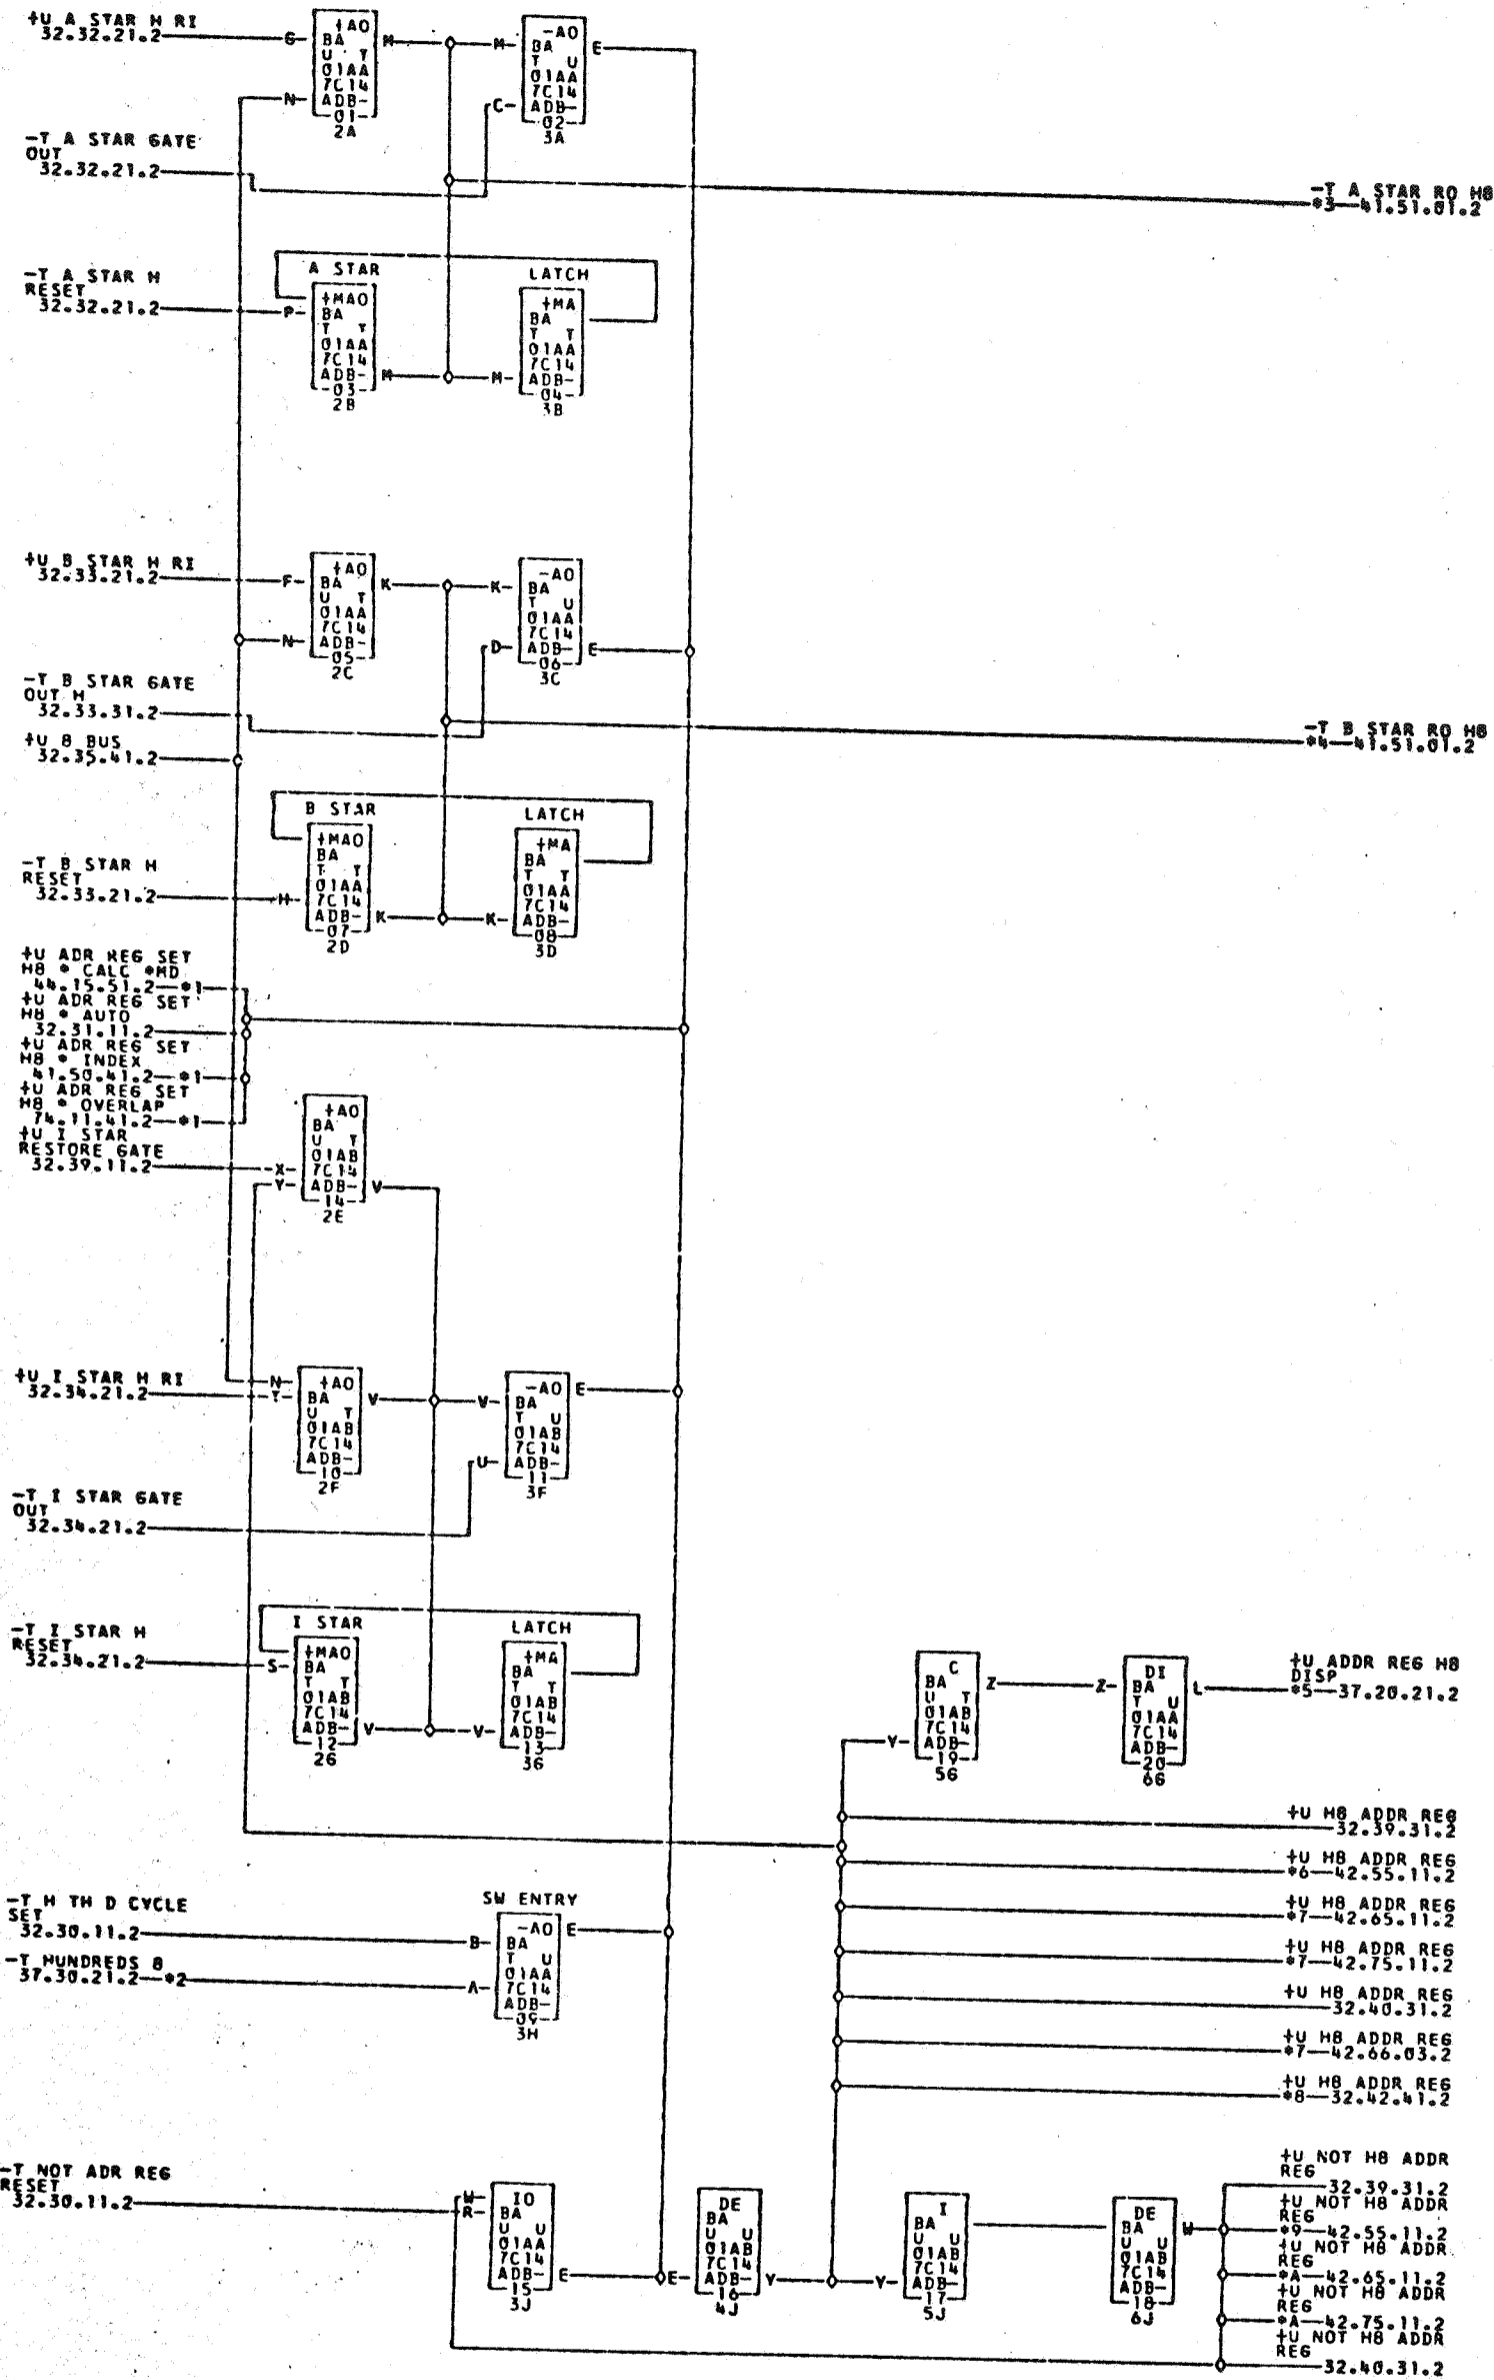 +U A STAR H RI
32.32.21.2
-T A STAR GATE
OUT
32.32.21.2
-T A STAR H
RESET
32.32.21.2
+U B STAR H RI
32.33.21.2
-T B STAR GATE
OUT H
32.33.31.2
+U 8 BUS
32.35.41.2
-T B STAR H
RESET
32.33.21.2
+U ADR REG SET
H8 * CALC *MD
44.15.51.2—*1
+U ADR REG SET
H8 * AUTO
32.31.11.2
+U ADR REG SET
H8 * INDEX
41.50.41.2—*1
+U ADR REG SET
H8 * OVERLAP
74.11.41.2—*1
+U I STAR
RESTORE GATE
32.39.11.2
+U I STAR H RI
32.34.21.2
-T I STAR GATE
OUT
32.34.21.2
-T I STAR H
RESET
32.34.21.2
-T H TH D CYCLE
SET
32.30.11.2
-T HUNDREDS 8
37.30.21.2—*2
-T NOT ADR REG
RESET
32.30.11.2
G
N
+AO
BA
U T
01AA
7C14
ADB-
01
2A
M
M
C
-AO
BA
T U
01AA
7C14
ADB-
02
3A
E
A STAR
P
+MAO
BA
T T
01AA
7C14
ADB-
03
2B
M
LATCH
M
+MA
BA
T T
01AA
7C14
ADB-
04
3B
F
N
+AO
BA
U T
01AA
7C14
ADB-
05
2C
K
K
D
-AO
BA
T U
01AA
7C14
ADB-
06
3C
E
B STAR
H
+MAO
BA
T T
01AA
7C14
ADB-
07
2D
K
LATCH
K
+MA
BA
T T
01AA
7C14
ADB-
08
3D
X
Y
+AO
BA
U T
01AB
7C14
ADB-
14
2E
V
N
T
+AO
BA
U T
01AB
7C14
ADB-
10
2F
V
V
U
-AO
BA
T U
01AB
7C14
ADB-
11
3F
E
I STAR
S
+MAO
BA
T T
01AB
7C14
ADB-
12
2G
V
LATCH
V
+MA
BA
T T
01AB
7C14
ADB-
13
3G
SW ENTRY
B
A
-AO
BA
T U
01AA
7C14
ADB-
09
3H
E
W
R
IO
BA
U U
01AA
7C14
ADB-
15
3J
E
E
DE
BA
U U
01AB
7C14
ADB-
16
4J
Y
Y
I
BA
U U
01AB
7C14
ADB-
17
5J
DE
BA
U U
01AB
7C14
ADB-
18
6J
W
Y
C
BA
U T
01AB
7C14
ADB-
19
5G
Z
Z
DI
BA
T U
01AA
7C14
ADB-
20
6G
L
-T A STAR RO H8
*3—41.51.01.2
-T B STAR RO H8
*4—41.51.01.2
+U ADDR REG H8
DISP
*5—37.20.21.2
+U H8 ADDR REG
32.39.31.2
+U H8 ADDR REG
*6—42.55.11.2
+U H8 ADDR REG
*7—42.65.11.2
+U H8 ADDR REG
*7—42.75.11.2
+U H8 ADDR REG
32.40.31.2
+U H8 ADDR REG
*7—42.66.03.2
+U H8 ADDR REG
*8—32.42.41.2
+U NOT H8 ADDR
REG
32.39.31.2
+U NOT H8 ADDR
REG
*9—42.55.11.2
+U NOT H8 ADDR
REG
*A—42.65.11.2
+U NOT H8 ADDR
REG
*A—42.75.11.2
+U NOT H8 ADDR
REG
32.40.31.2